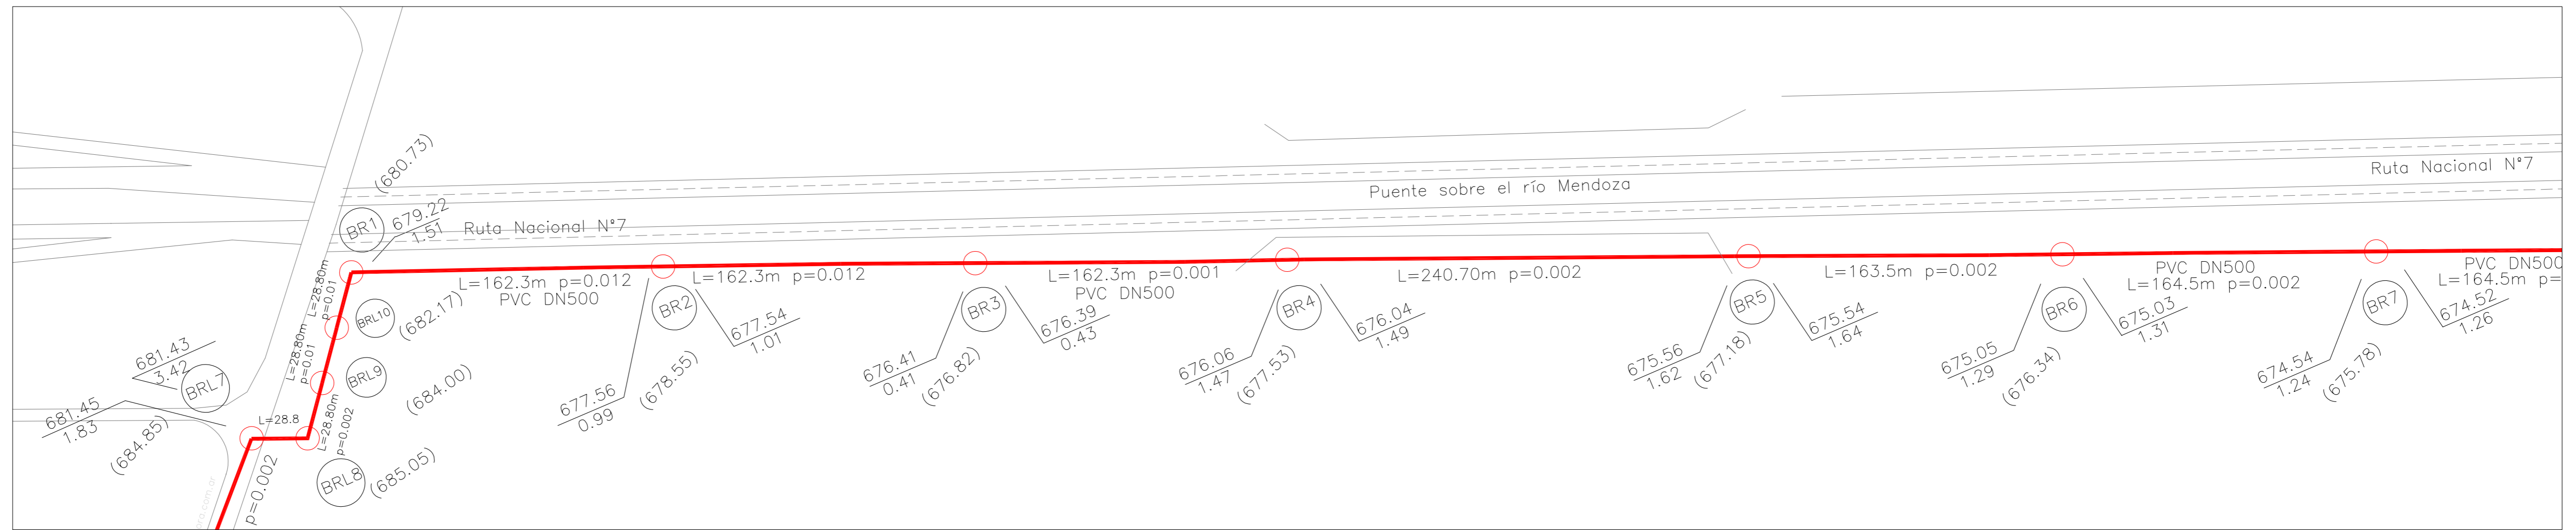 (680.73)
BR1
679.22
1.51
Ruta Nacional N°7
Puente sobre el río Mendoza
Ruta Nacional N°7
L=28.80m
p=0.01
L=162.3m p=0.012
PVC DN500
L=162.3m p=0.012
L=162.3m p=0.001
PVC DN500
L=240.70m p=0.002
L=163.5m p=0.002
PVC DN500
L=164.5m p=0.002
PVC DN500
L=164.5m p=
BRL10
(682.17)
BR2
677.54
1.01
677.56
0.99
(678.55)
BR3
676.39
0.43
676.41
0.41
(676.82)
BR4
676.04
1.49
676.06
1.47
(677.53)
BR5
675.54
1.64
675.56
1.62
(677.18)
BR6
675.03
1.31
675.05
1.29
(676.34)
BR7
674.52
1.26
674.54
1.24
(675.78)
L=28.80m
p=0.01
BRL9
(684.00)
681.43
3.42
BRL7
681.45
1.83
(684.85)
L=28.8
L=28.80m
p=0.002
BRL8
(685.05)
p=0.002
ora.com.ar